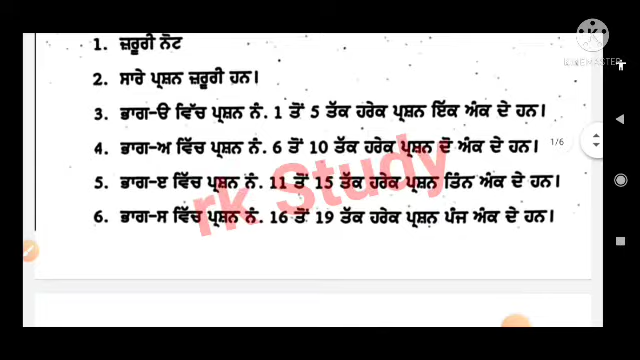 1. ਜ਼ਰੂਰੀ ਨੋਟ
2. ਸਾਰੇ ਪ੍ਰਸ਼ਨ ਜ਼ਰੂਰੀ ਹਨ।
3. ਭਾਗ-ੳ ਵਿੱਚ ਪ੍ਰਸ਼ਨ ਨੰ. 1 ਤੋਂ 5 ਤੱਕ ਹਰੇਕ ਪ੍ਰਸ਼ਨ ਇੱਕ ਅੰਕ ਦੇ ਹਨ।
4. ਭਾਗ-ਅ ਵਿੱਚ ਪ੍ਰਸ਼ਨ ਨੰ. 6 ਤੋਂ 10 ਤੱਕ ਹਰੇਕ ਪ੍ਰਸ਼ਨ ਦੋ ਅੰਕ ਦੇ ਹਨ।
5. ਭਾਗ-ੲ ਵਿੱਚ ਪ੍ਰਸ਼ਨ ਨੰ. 11 ਤੋਂ 15 ਤੱਕ ਹਰੇਕ ਪ੍ਰਸ਼ਨ ਤਿੰਨ ਅੰਕ ਦੇ ਹਨ।
6. ਭਾਗ-ਸ ਵਿੱਚ ਪ੍ਰਸ਼ਨ ਨੰ. 16 ਤੋਂ 19 ਤੱਕ ਹਰੇਕ ਪ੍ਰਸ਼ਨ ਪੰਜ ਅੰਕ ਦੇ ਹਨ।
rk Study
KINEMASTER
1/6